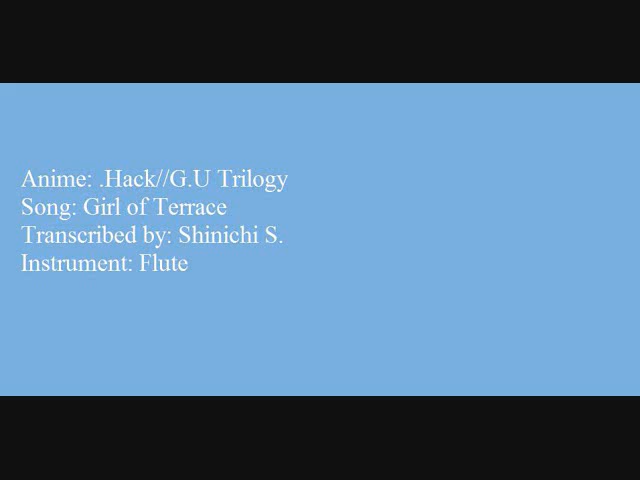 Anime: .Hack//G.U Trilogy
Song: Girl of Terrace
Transcribed by: Shinichi S.
Instrument: Flute